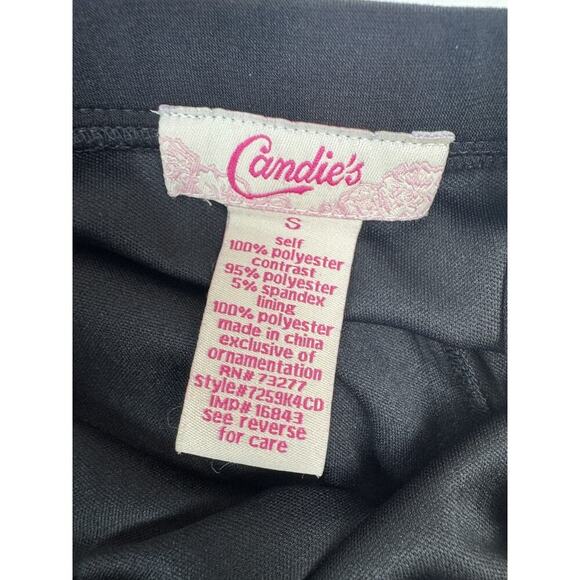 Candie's
S
self
100% polyester
contrast
95% polyester
5% spandex
lining
100% polyester
made in china
exclusive of
ornamentation
RN# 73277
style#7259K4CD
IMP# 16843
see reverse
for care